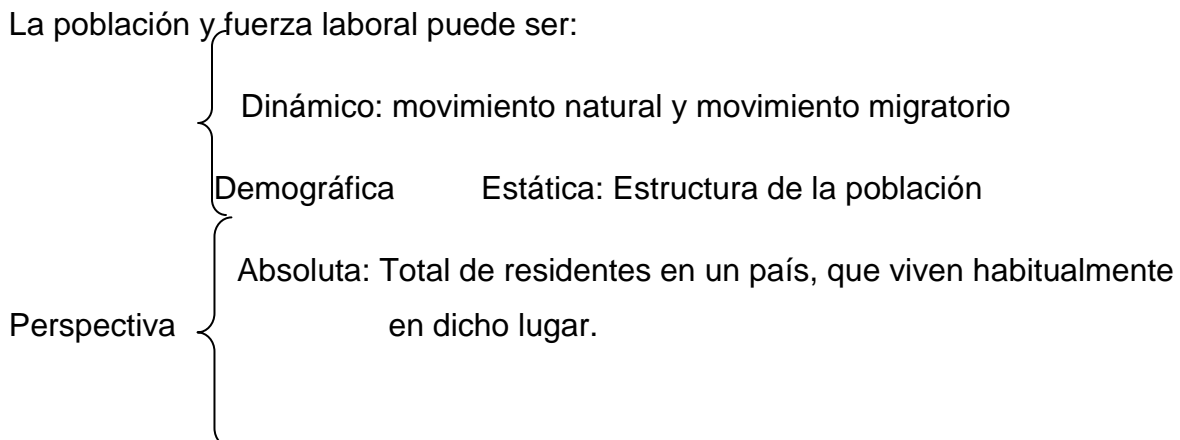 La población y fuerza laboral puede ser:
Dinámico: movimiento natural y movimiento migratorio
Demográfica Estática: Estructura de la población
Absoluta: Total de residentes en un país, que viven habitualmente
Perspectiva en dicho lugar.